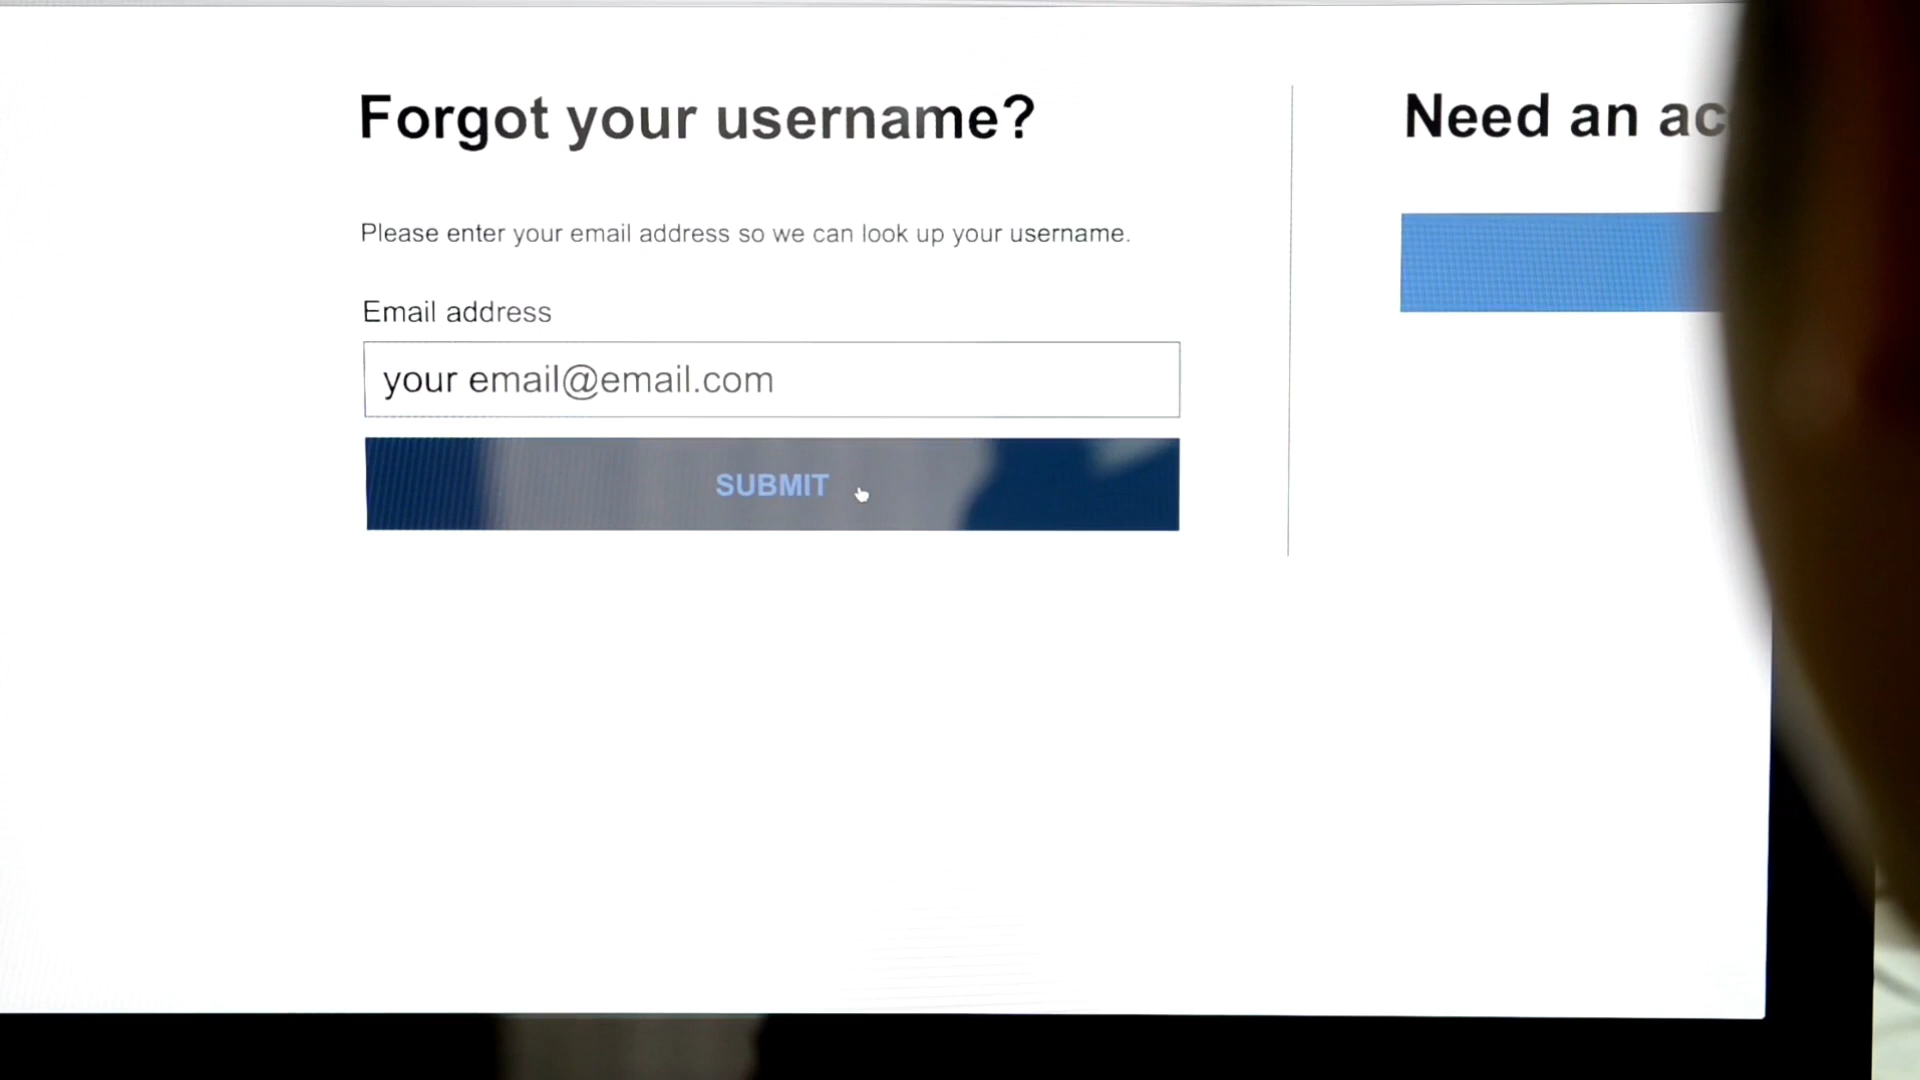 Forgot your username?
Please enter your email address so we can look up your username.
Email address
your email@email.com
SUBMIT
Need an ac